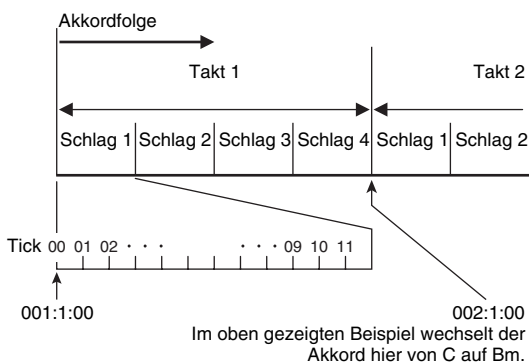 Akkordfolge
Takt 1 Takt 2
Schlag 1 Schlag 2 Schlag 3 Schlag 4 Schlag 1 Schlag 2
Tick 00 01 02 · · · · · · 09 10 11
001:1:00 002:1:00
Im oben gezeigten Beispiel wechselt der
Akkord hier von C auf Bm.